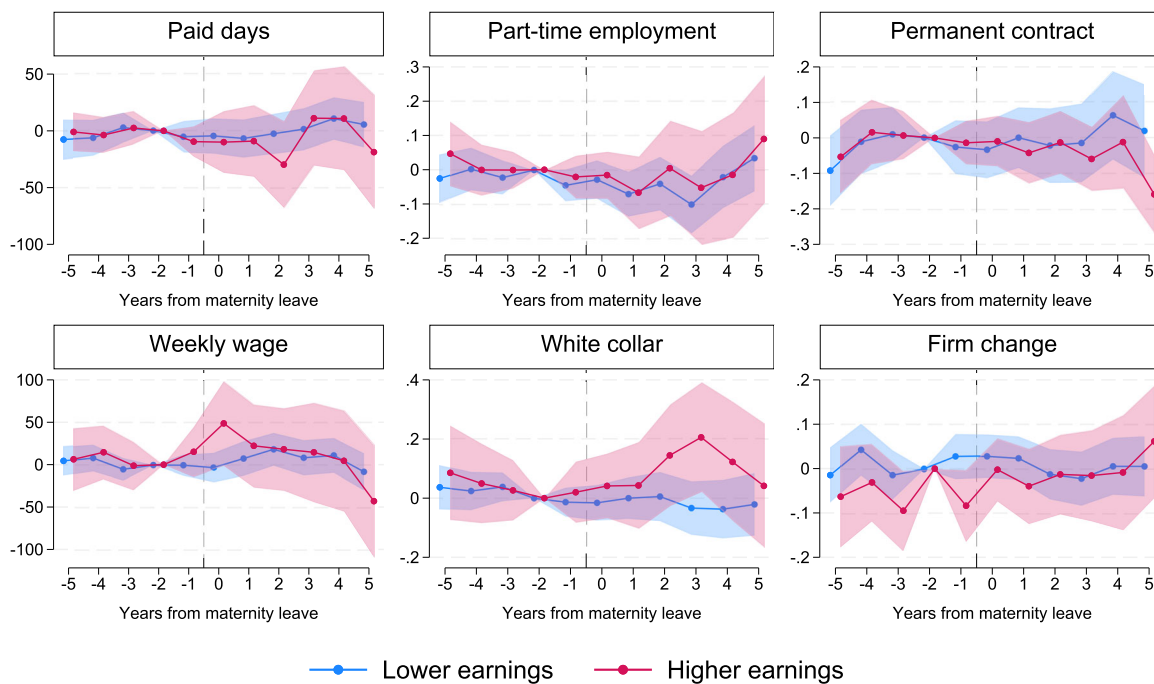 Paid days
Part-time employment
Permanent contract
50
0
-50
-100
-5 -4 -3 -2 -1 0 1 2 3 4 5
Years from maternity leave
.3
.2
.1
0
-.1
-.2
-5 -4 -3 -2 -1 0 1 2 3 4 5
Years from maternity leave
.2
.1
0
-.1
-.2
-.3
-5 -4 -3 -2 -1 0 1 2 3 4 5
Years from maternity leave
Weekly wage
White collar
Firm change
100
50
0
-50
-100
-5 -4 -3 -2 -1 0 1 2 3 4 5
Years from maternity leave
.4
.2
0
-.2
-5 -4 -3 -2 -1 0 1 2 3 4 5
Years from maternity leave
.2
.1
0
-.1
-.2
-5 -4 -3 -2 -1 0 1 2 3 4 5
Years from maternity leave
Lower earnings
Higher earnings